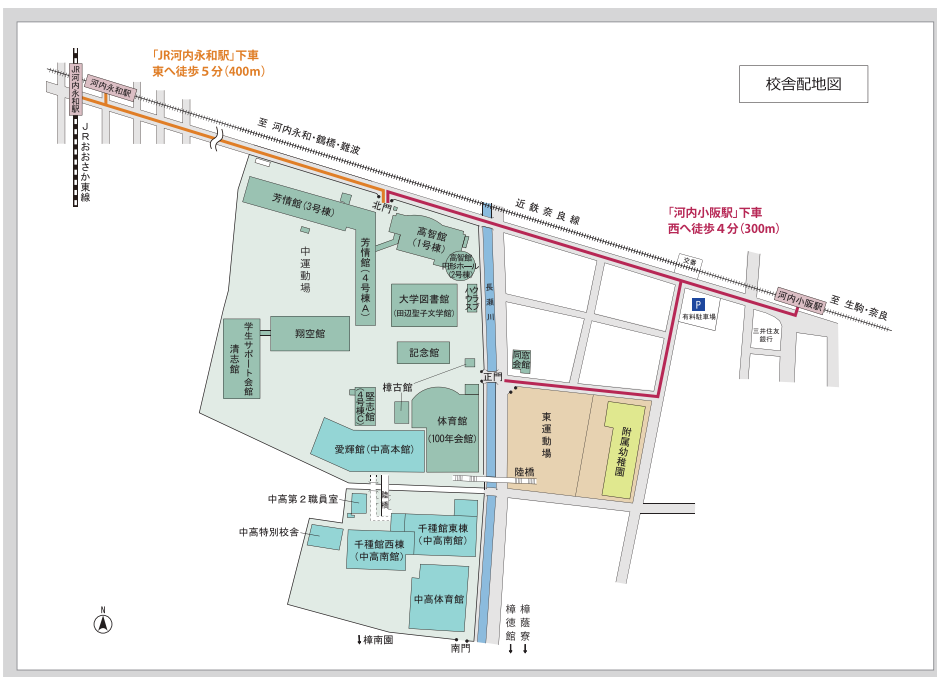 校舎配地図
「JR河内永和駅」下車
東へ徒歩5分(400m)
JR河内永和駅
河内永和駅
JRおおさか東線
至 河内永和・鶴橋・難波
近鉄奈良線
「河内小阪駅」下車
西へ徒歩4分(300m)
交番
河内小阪駅
至 生駒・奈良
P
有料駐車場
三井住友
銀行
芳情館(3号棟)
北門
中運動場
芳情館(4号棟A)
高智館
(1号棟)
高智館
円形ホール
(2号棟)
大学図書館
(田辺聖子文学館)
クラブ
ハウス
長瀬川
学生サポート会館
清志館
翔空館
記念館
同窓
会館
正門
樟古館
堅志館
(4号棟C)
体育館
(100年会館)
東運動場
附属幼稚園
愛輝館(中高本館)
陸橋
陸橋
中高第2職員室
中高特別校舎
千種館東棟
(中高南館)
千種館西棟
(中高南館)
中高体育館
N
↓樟南園
南門
樟徳館↓
樟蔭寮↓